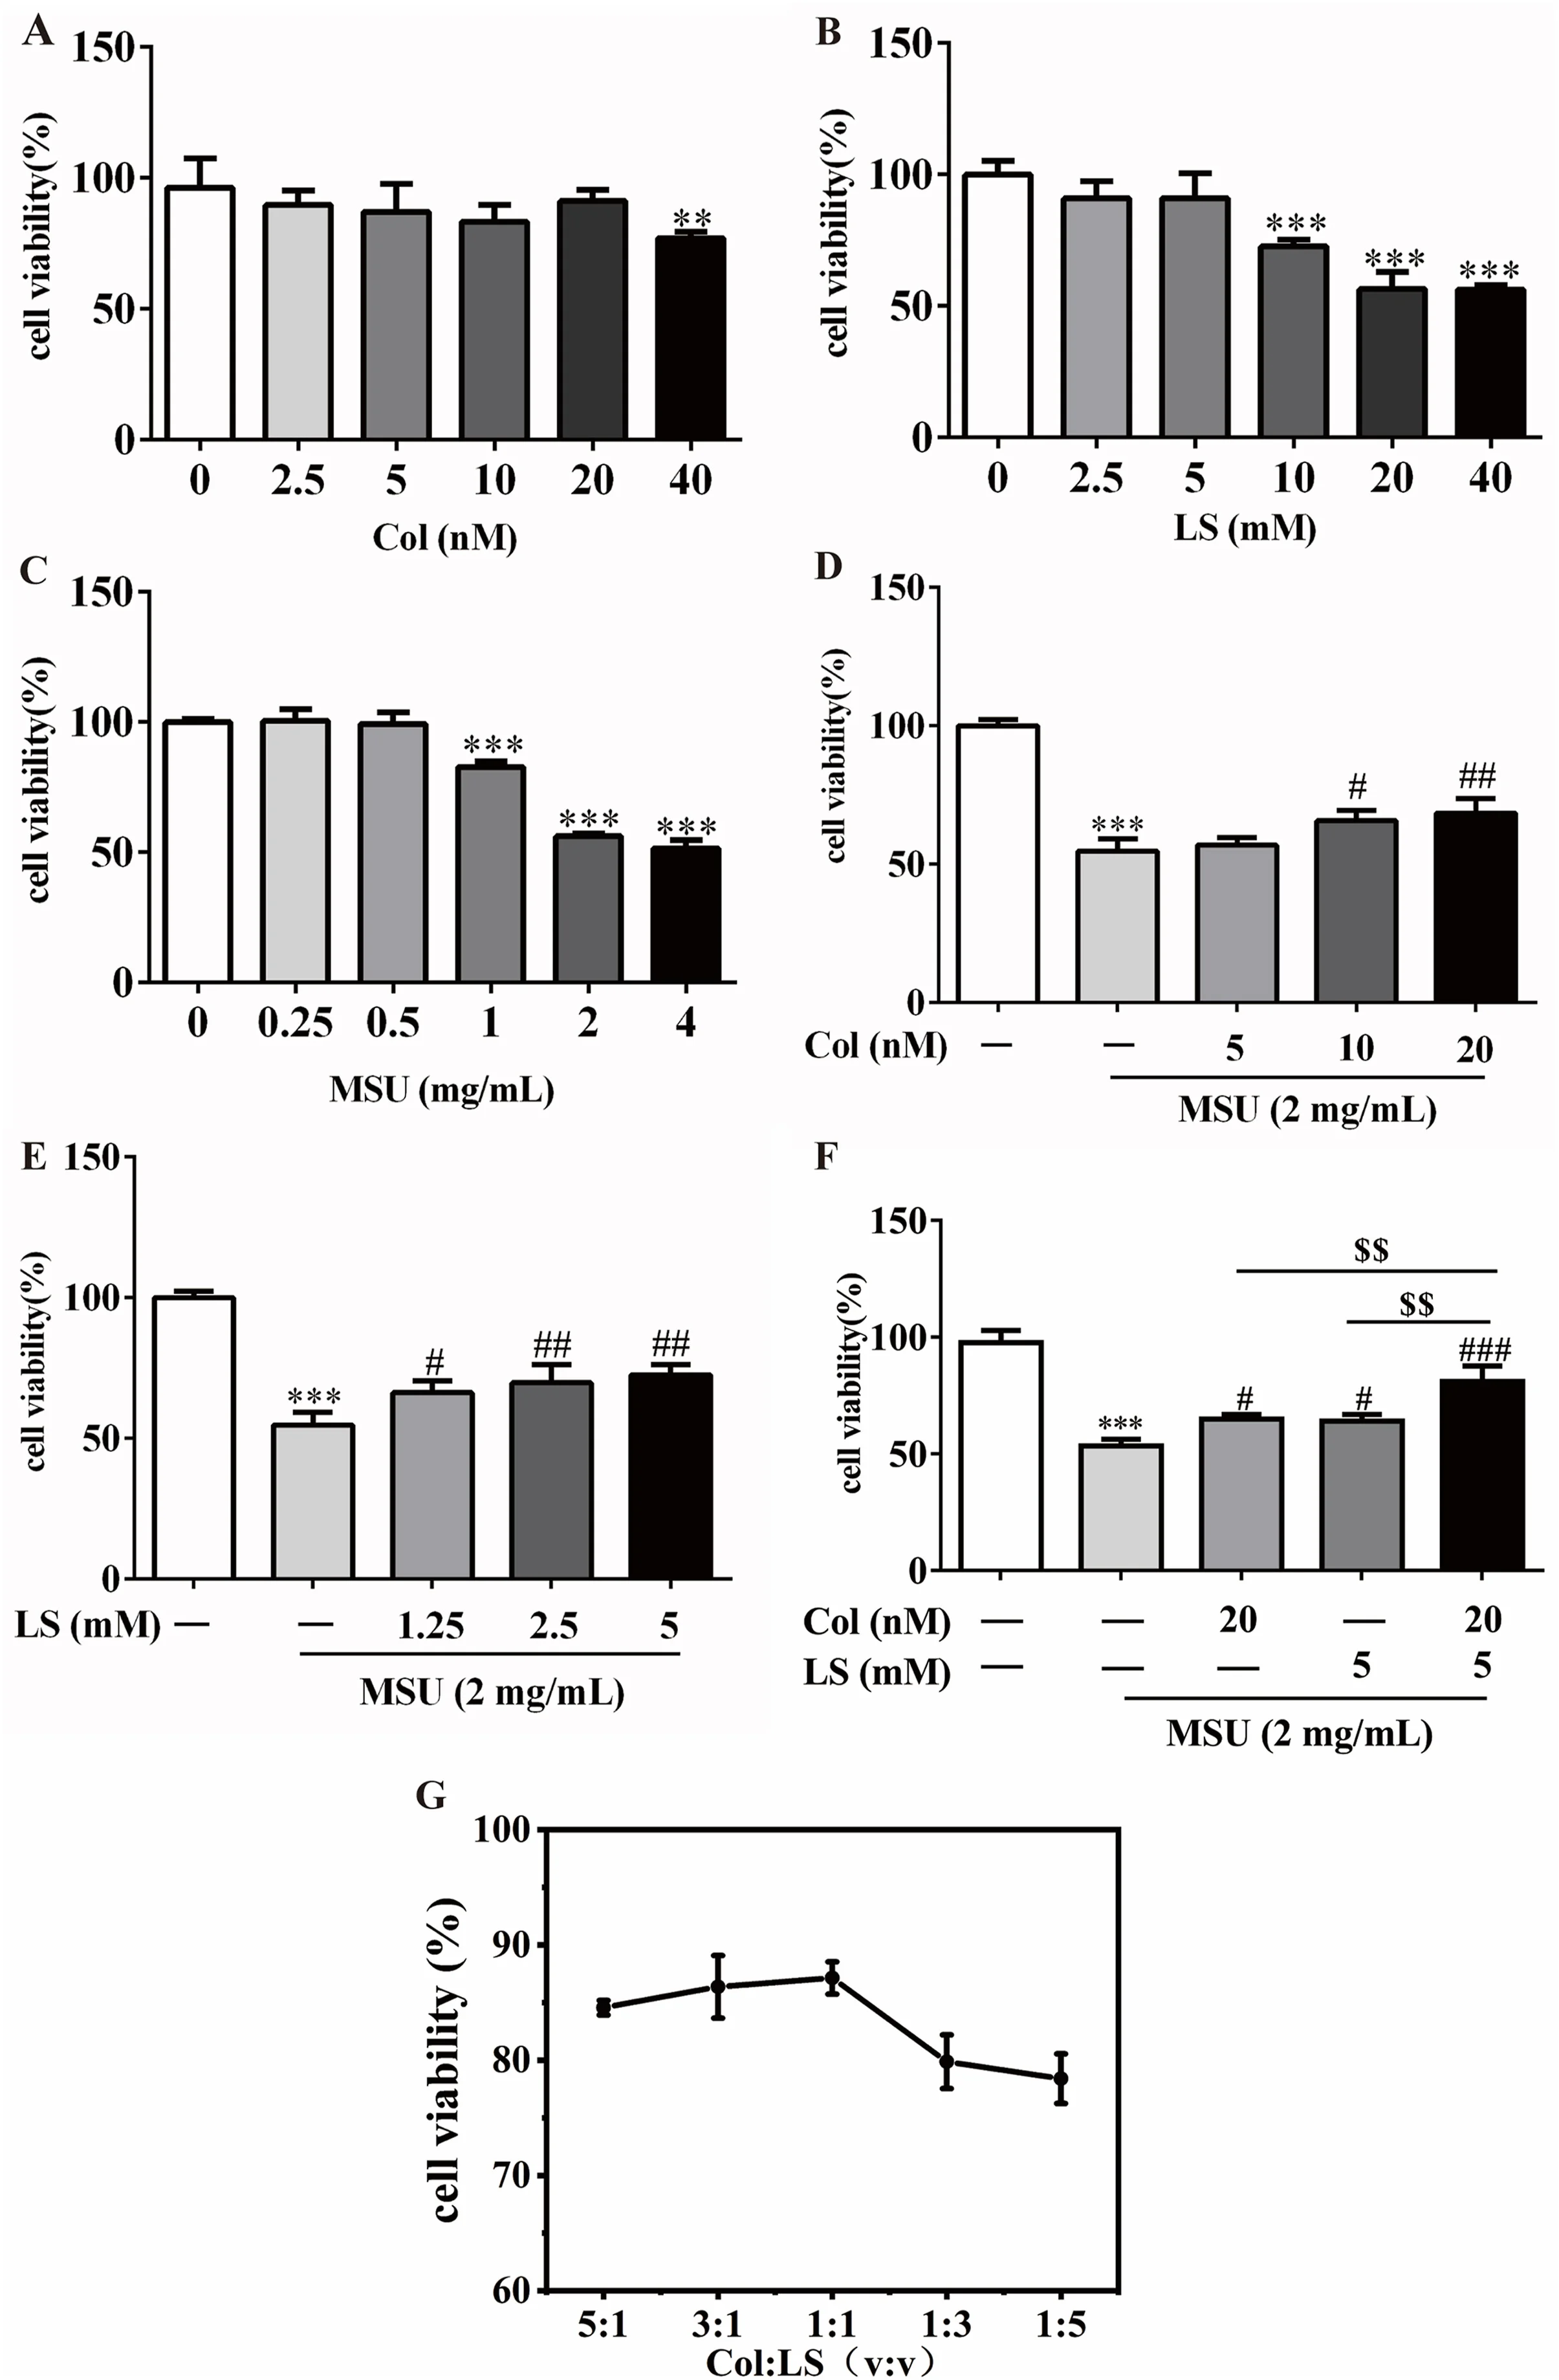 A
150
100
50
0
cell viability(%)
**
0 2.5 5 10 20 40
Col (nM)
B
150
100
50
0
cell viability(%)
*** *** ***
0 2.5 5 10 20 40
LS (mM)
C
150
100
50
0
cell viability(%)
*** *** ***
0 0.25 0.5 1 2 4
MSU (mg/mL)
D
150
100
50
0
cell viability(%)
*** # ##
Col (nM) — — 5 10 20
MSU (2 mg/mL)
E
150
100
50
0
cell viability(%)
*** # ## ##
LS (mM) — — 1.25 2.5 5
MSU (2 mg/mL)
F
150
100
50
0
cell viability(%)
$$
$$
*** # # ###
Col (nM) — — 20 — 20
LS (mM) — — — 5 5
MSU (2 mg/mL)
G
100
90
80
70
60
cell viability (%)
5:1 3:1 1:1 1:3 1:5
Col:LS（v:v）